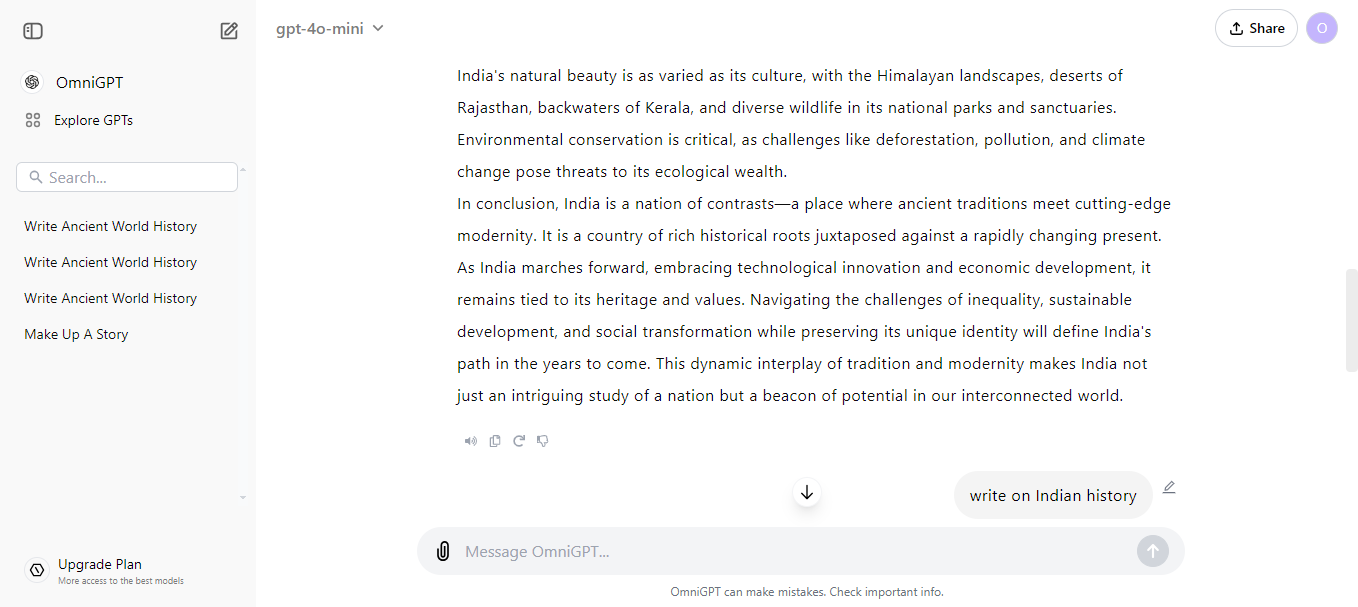 gpt-4o-mini
Share
O
OmniGPT
Explore GPTs
Search...
Write Ancient World History
Write Ancient World History
Write Ancient World History
Make Up A Story
Upgrade Plan
More access to the best models
India's natural beauty is as varied as its culture, with the Himalayan landscapes, deserts of
Rajasthan, backwaters of Kerala, and diverse wildlife in its national parks and sanctuaries.
Environmental conservation is critical, as challenges like deforestation, pollution, and climate
change pose threats to its ecological wealth.
In conclusion, India is a nation of contrasts—a place where ancient traditions meet cutting-edge
modernity. It is a country of rich historical roots juxtaposed against a rapidly changing present.
As India marches forward, embracing technological innovation and economic development, it
remains tied to its heritage and values. Navigating the challenges of inequality, sustainable
development, and social transformation while preserving its unique identity will define India's
path in the years to come. This dynamic interplay of tradition and modernity makes India not
just an intriguing study of a nation but a beacon of potential in our interconnected world.
write on Indian history
Message OmniGPT...
OmniGPT can make mistakes. Check important info.